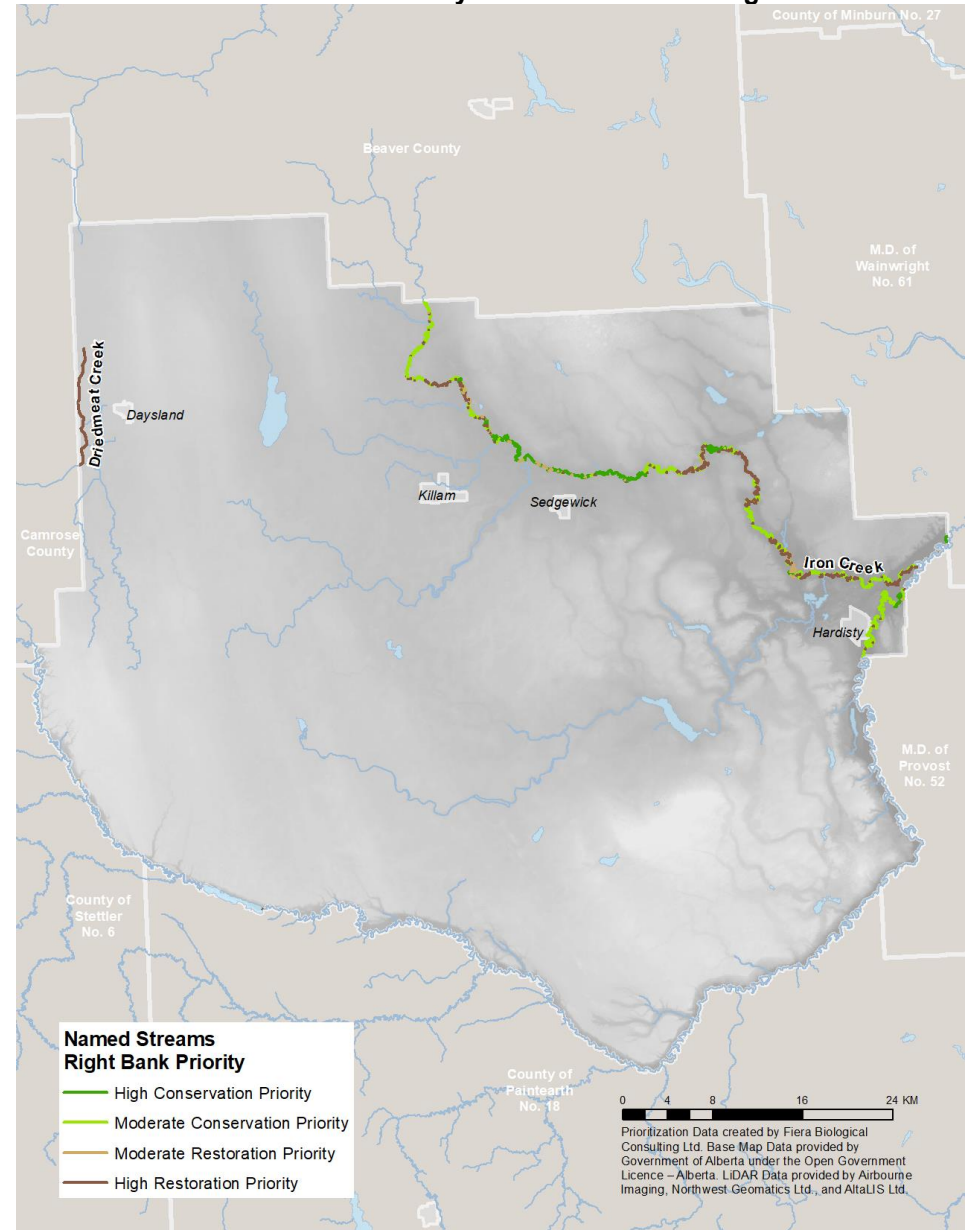 County of Minburn No. 27
Beaver County
M.D. of
Wainwright
No. 61
Driedmeat Creek
Daysland
Killam
Sedgewick
Camrose
County
Iron Creek
Hardisty
M.D. of
Provost
No. 52
County of
Stettler
No. 6
Named Streams
Right Bank Priority
High Conservation Priority
Moderate Conservation Priority
Moderate Restoration Priority
High Restoration Priority
County of
Paintearth
No. 18
0 4 8 16 24 KM
Prioritization Data created by Fiera Biological
Consulting Ltd. Base Map Data provided by
Government of Alberta under the Open Government
Licence – Alberta. LiDAR Data provided by Airbourne
Imaging, Northwest Geomatics Ltd., and AltaLIS Ltd.